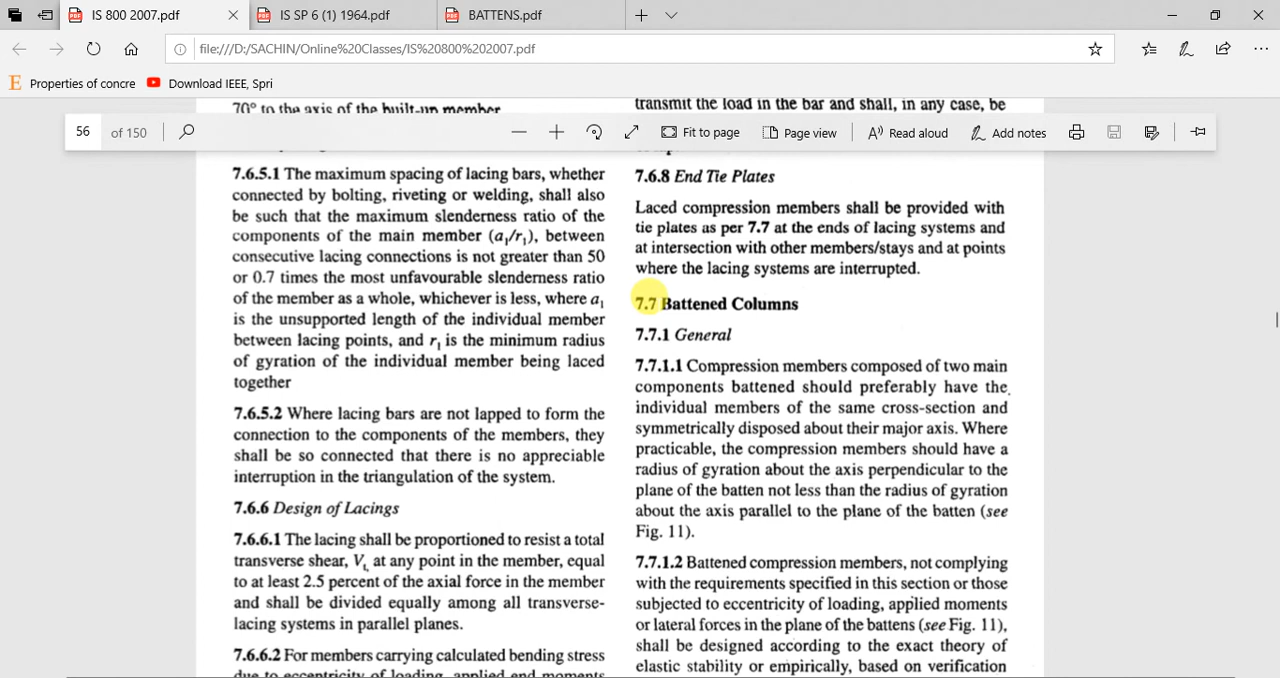 IS 800 2007.pdf
IS SP 6 (1) 1964.pdf
BATTENS.pdf
file:///D:/SACHIN/Online%20Classes/IS%20800%202007.pdf
Properties of concre
Download IEEE, Spri
56 of 150
Fit to page
Page view
Read aloud
Add notes
70° to the axis of the built-up member
7.6.5.1 The maximum spacing of lacing bars, whether
connected by bolting, riveting or welding, shall also
be such that the maximum slenderness ratio of the
components of the main member (a₁/r₁), between
consecutive lacing connections is not greater than 50
or 0.7 times the most unfavourable slenderness ratio
of the member as a whole, whichever is less, where a₁
is the unsupported length of the individual member
between lacing points, and r₁ is the minimum radius
of gyration of the individual member being laced
together
7.6.5.2 Where lacing bars are not lapped to form the
connection to the components of the members, they
shall be so connected that there is no appreciable
interruption in the triangulation of the system.
7.6.6 Design of Lacings
7.6.6.1 The lacing shall be proportioned to resist a total
transverse shear, Vₜ, at any point in the member, equal
to at least 2.5 percent of the axial force in the member
and shall be divided equally among all transverse-
lacing systems in parallel planes.
7.6.6.2 For members carrying calculated bending stress
due to eccentricity of loading, applied end moments
transmit the load in the bar and shall, in any case, be
7.6.8 End Tie Plates
Laced compression members shall be provided with
tie plates as per 7.7 at the ends of lacing systems and
at intersection with other members/stays and at points
where the lacing systems are interrupted.
7.7 Battened Columns
7.7.1 General
7.7.1.1 Compression members composed of two main
components battened should preferably have the
individual members of the same cross-section and
symmetrically disposed about their major axis. Where
practicable, the compression members should have a
radius of gyration about the axis perpendicular to the
plane of the batten not less than the radius of gyration
about the axis parallel to the plane of the batten (see
Fig. 11).
7.7.1.2 Battened compression members, not complying
with the requirements specified in this section or those
subjected to eccentricity of loading, applied moments
or lateral forces in the plane of the battens (see Fig. 11),
shall be designed according to the exact theory of
elastic stability or empirically, based on verification